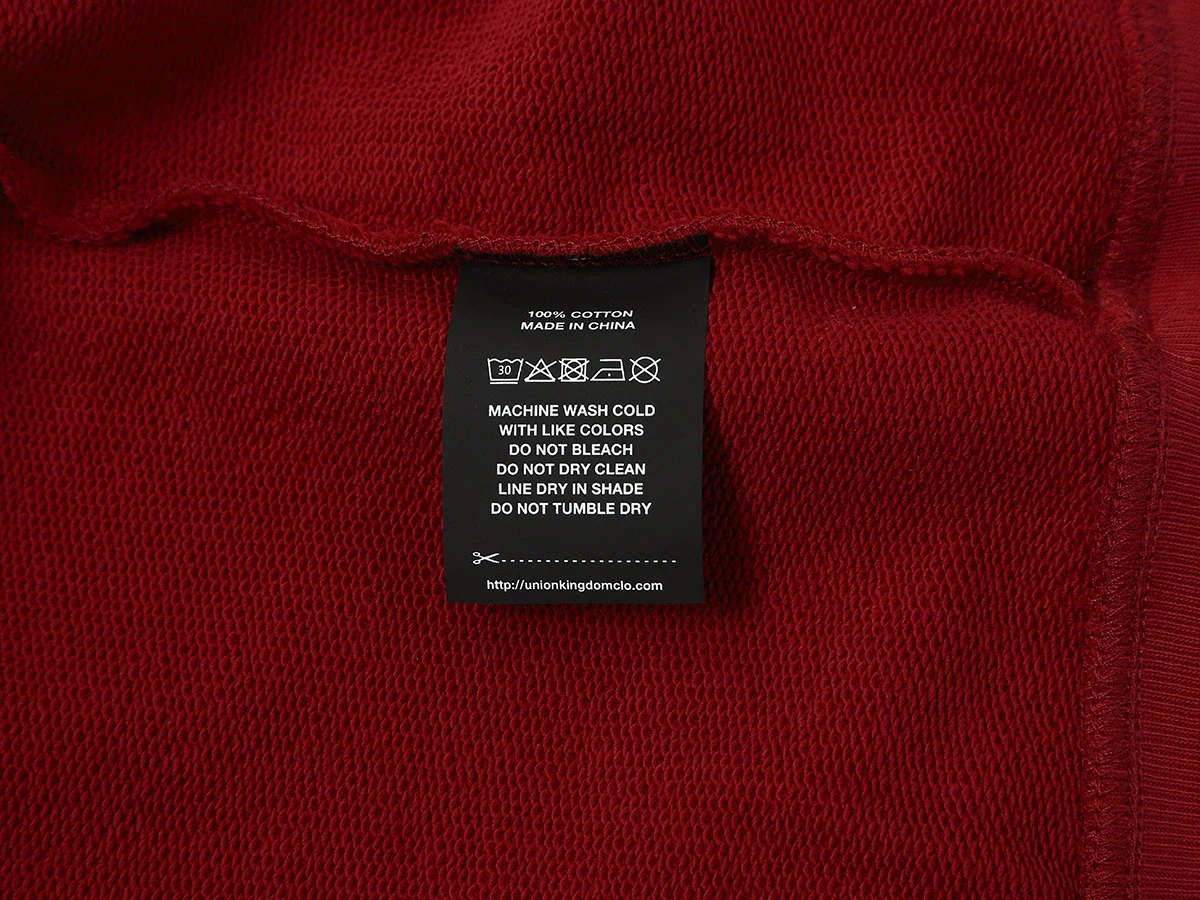 100% COTTON
MADE IN CHINA
30
MACHINE WASH COLD
WITH LIKE COLORS
DO NOT BLEACH
DO NOT DRY CLEAN
LINE DRY IN SHADE
DO NOT TUMBLE DRY
http://unionkingdomclo.com